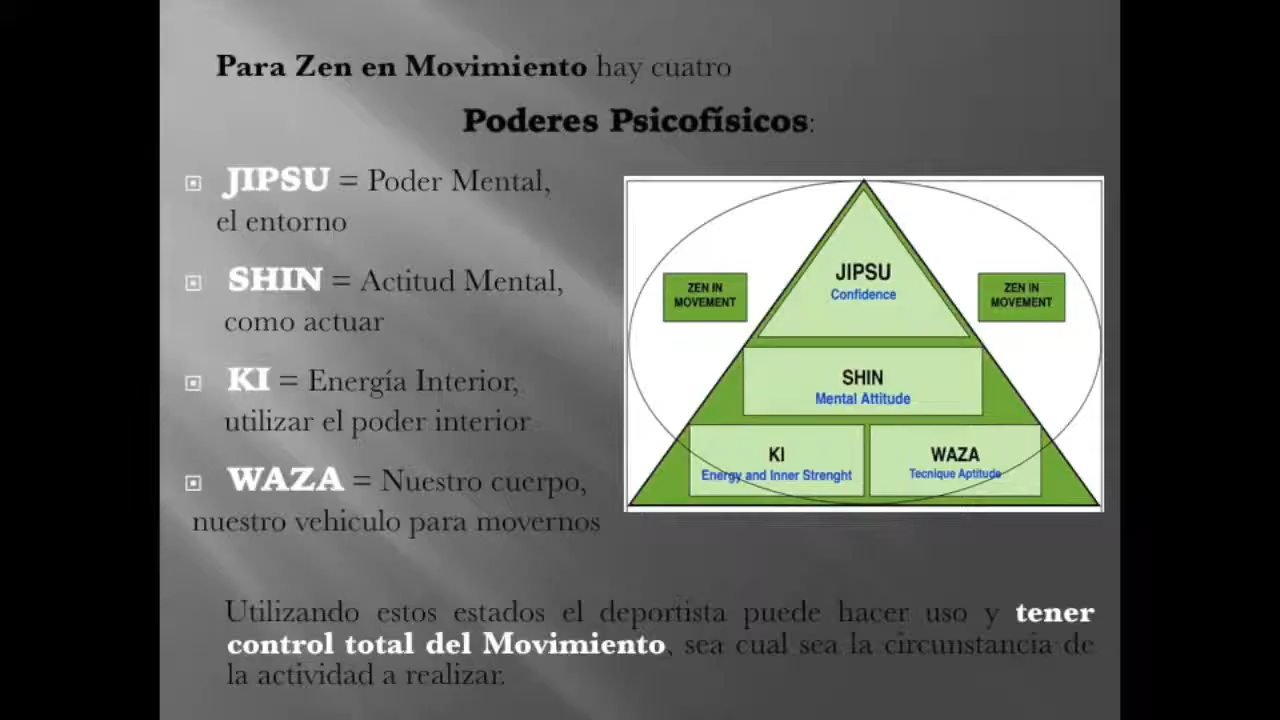 Para Zen en Movimiento hay cuatro
Poderes Psicofísicos:
JIPSU = Poder Mental,
el entorno
SHIN = Actitud Mental,
como actuar
KI = Energía Interior,
utilizar el poder interior
WAZA = Nuestro cuerpo,
nuestro vehiculo para movernos
JIPSU
Confidence
ZEN IN
MOVEMENT
ZEN IN
MOVEMENT
SHIN
Mental Attitude
KI
Energy and Inner Strenght
WAZA
Tecnique Aptitude
Utilizando estos estados el deportista puede hacer uso y tener
control total del Movimiento, sea cual sea la circunstancia de
la actividad a realizar.